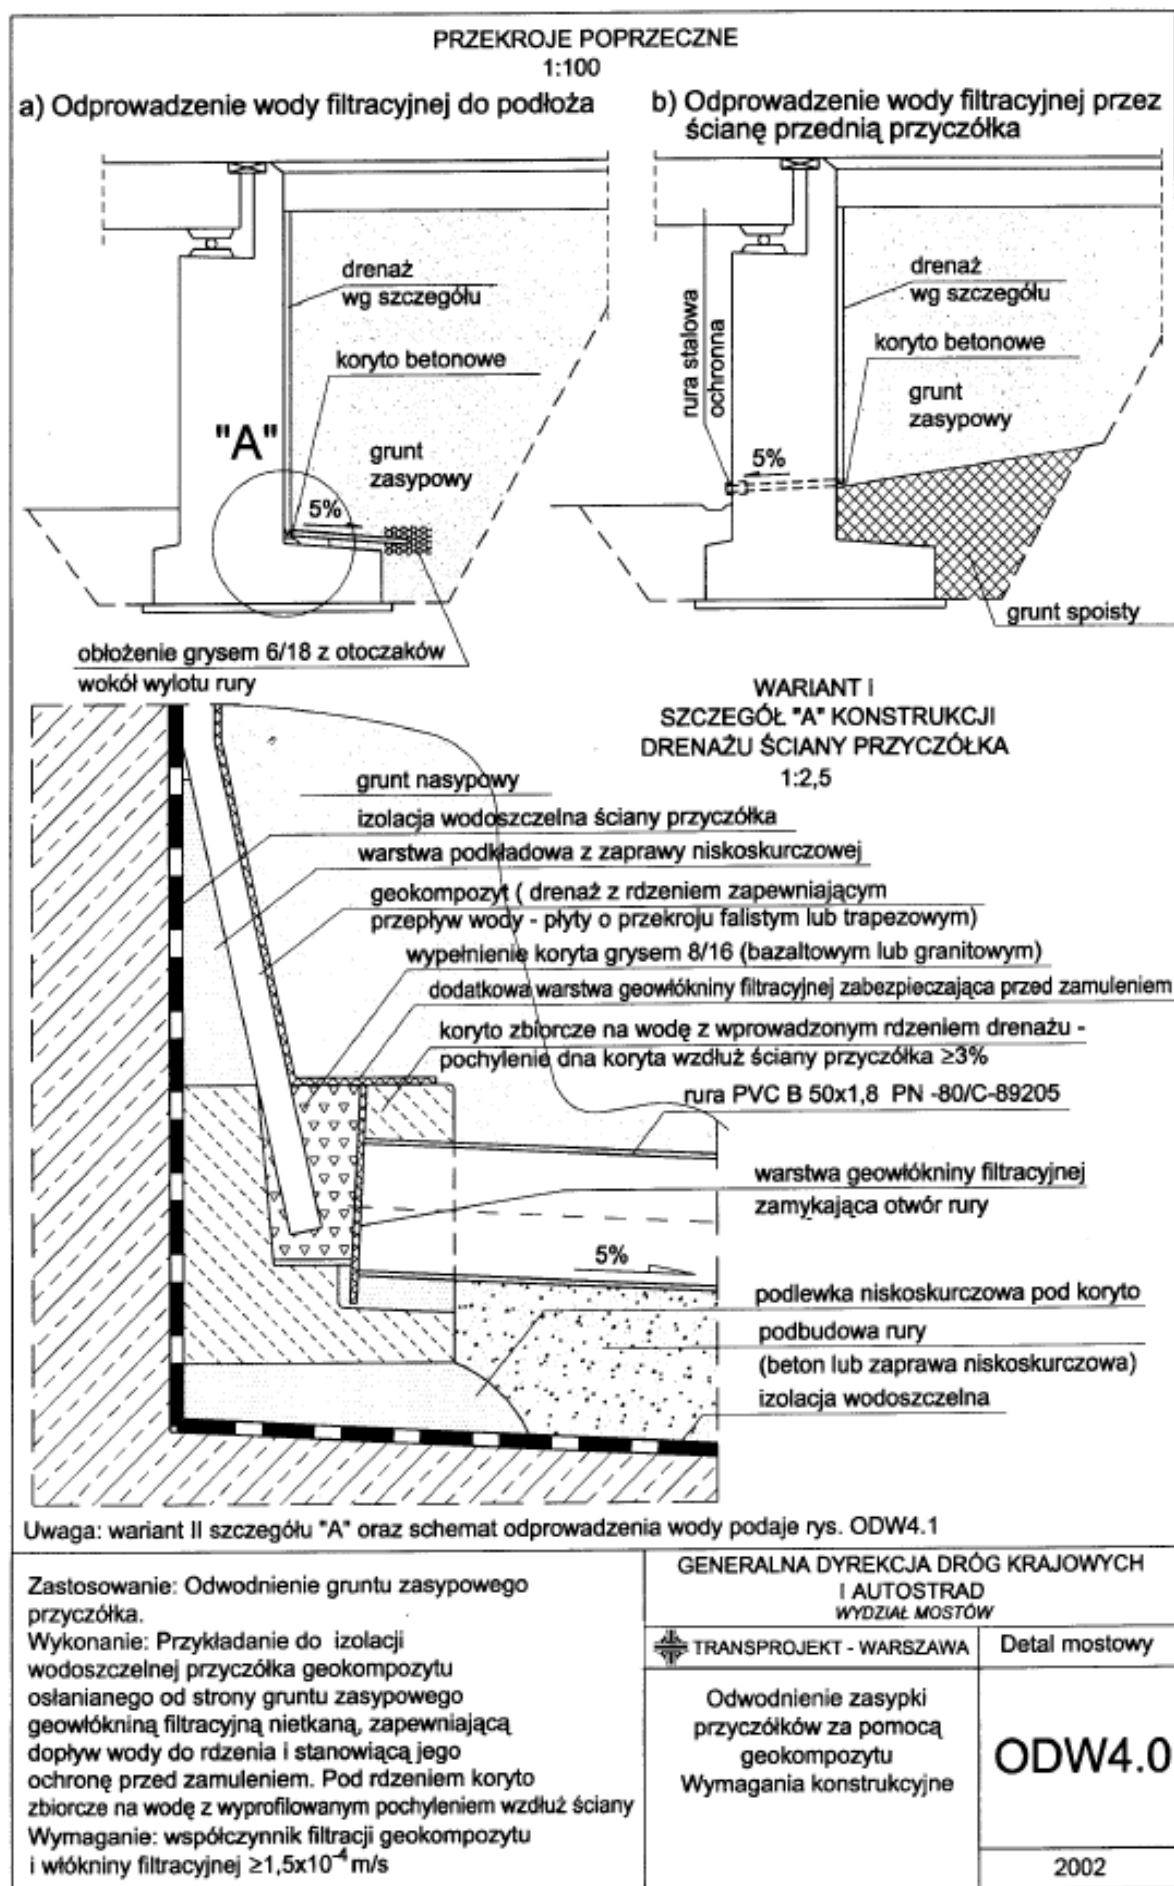 PRZEKROJE POPRZECZNE
1:100
a) Odprowadzenie wody filtracyjnej do podłoża
b) Odprowadzenie wody filtracyjnej przez
ścianę przednią przyczółka
drenaż
wg szczegółu
koryto betonowe
"A"
grunt
zasypowy
5%
obłożenie grysem 6/18 z otoczaków
wokół wylotu rury
rura stalowa
ochronna
drenaż
wg szczegółu
koryto betonowe
grunt
zasypowy
5%
grunt spoisty
WARIANT I
SZCZEGÓŁ "A" KONSTRUKCJI
DRENAŻU ŚCIANY PRZYCZÓŁKA
1:2,5
grunt nasypowy
izolacja wodoszczelna ściany przyczółka
warstwa podkładowa z zaprawy niskoskurczowej
geokompozyt ( drenaż z rdzeniem zapewniającym
przepływ wody - płyty o przekroju falistym lub trapezowym)
wypełnienie koryta grysem 8/16 (bazaltowym lub granitowym)
dodatkowa warstwa geowłókniny filtracyjnej zabezpieczająca przed zamuleniem
koryto zbiorcze na wodę z wprowadzonym rdzeniem drenażu -
pochylenie dna koryta wzdłuż ściany przyczółka ≥3%
rura PVC B 50x1,8 PN -80/C-89205
warstwa geowłókniny filtracyjnej
zamykająca otwór rury
5%
podlewka niskoskurczowa pod koryto
podbudowa rury
(beton lub zaprawa niskoskurczowa)
izolacja wodoszczelna
Uwaga: wariant II szczegółu "A" oraz schemat odprowadzenia wody podaje rys. ODW4.1
Zastosowanie: Odwodnienie gruntu zasypowego
przyczółka.
Wykonanie: Przykładanie do izolacji
wodoszczelnej przyczółka geokompozytu
osłanianego od strony gruntu zasypowego
geowłókniną filtracyjną nietkaną, zapewniającą
dopływ wody do rdzenia i stanowiącą jego
ochronę przed zamuleniem. Pod rdzeniem koryto
zbiorcze na wodę z wyprofilowanym pochyleniem wzdłuż ściany
Wymaganie: współczynnik filtracji geokompozytu
i włókniny filtracyjnej ≥1,5x10⁻⁴ m/s
GENERALNA DYREKCJA DRÓG KRAJOWYCH
I AUTOSTRAD
WYDZIAŁ MOSTÓW
TRANSPROJEKT - WARSZAWA
Detal mostowy
Odwodnienie zasypki
przyczółków za pomocą
geokompozytu
Wymagania konstrukcyjne
ODW4.0
2002